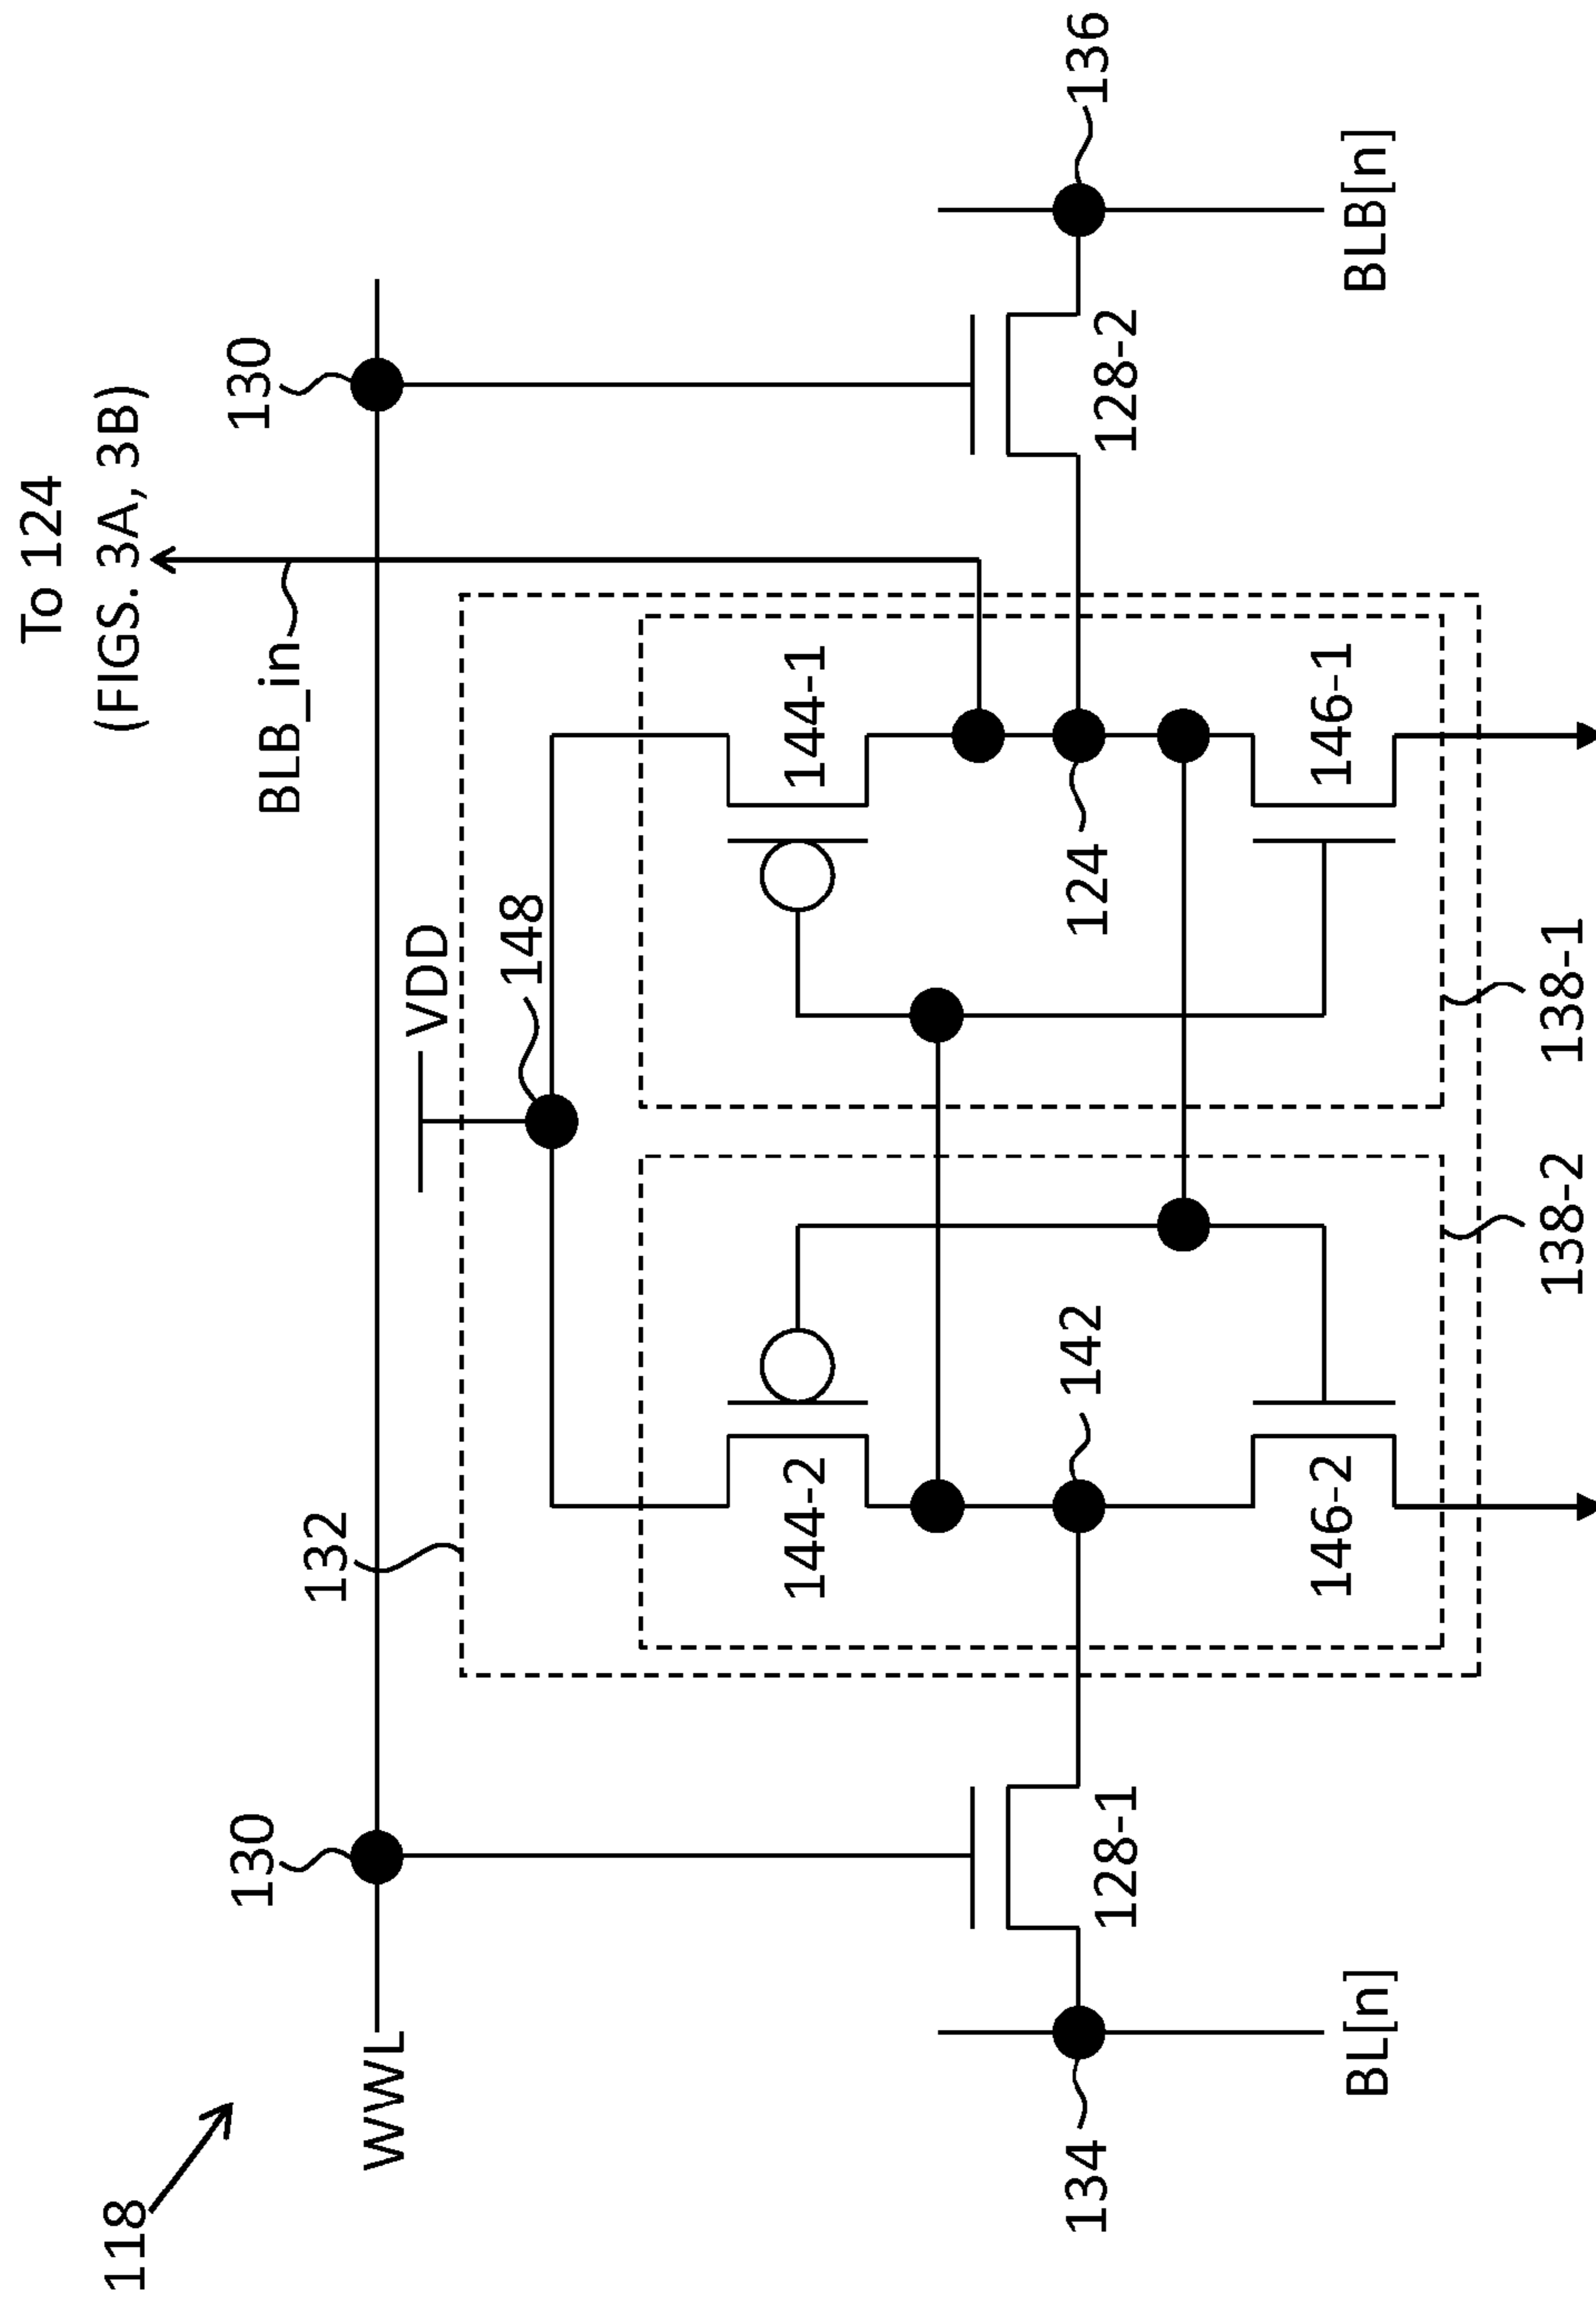 118
To 124
(FIGS. 3A, 3B)
130
130
BLB_in
132
WWL
VDD
148
144-2
144-1
134
142
124
136
128-1
128-2
146-2
146-1
BL[n]
BLB[n]
138-2
138-1